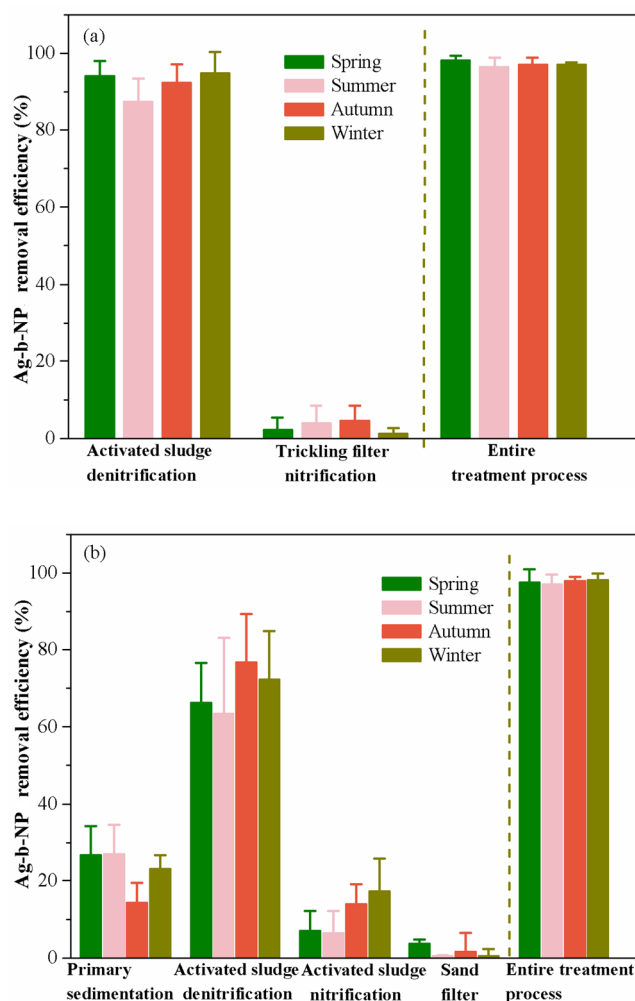 (a)
Spring
Summer
Autumn
Winter
100
80
60
40
20
0
Ag-b-NP removal efficiency (%)
Activated sludge
denitrification
Trickling filter
nitrification
Entire
treatment process
(b)
Spring
Summer
Autumn
Winter
100
80
60
40
20
0
Ag-b-NP removal efficiency (%)
Primary
sedimentation
Activated sludge
denitrification
Activated sludge
nitrification
Sand
filter
Entire treatment
process